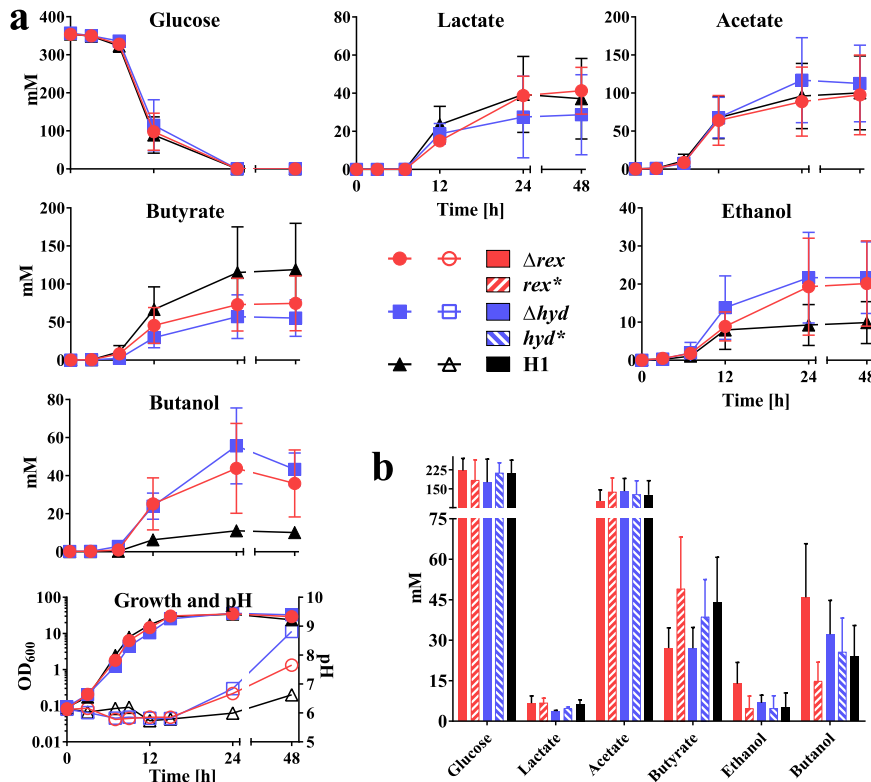 a
Glucose
mM
400
300
200
100
0
Lactate
80
60
40
20
0
0
12
24
48
Time [h]
Acetate
200
150
100
50
0
Butyrate
mM
200
150
100
50
0
Δrex
rex*
Δhyd
hyd*
H1
Ethanol
40
30
20
10
0
0
12
24
48
Time [h]
Butanol
mM
80
60
40
20
0
Growth and pH
OD600
100
10
1
0.1
0.01
10
9
8
7
6
5
pH
0
12
24
48
Time [h]
b
mM
225
150
75
60
45
30
15
0
Glucose
Lactate
Acetate
Butyrate
Ethanol
Butanol